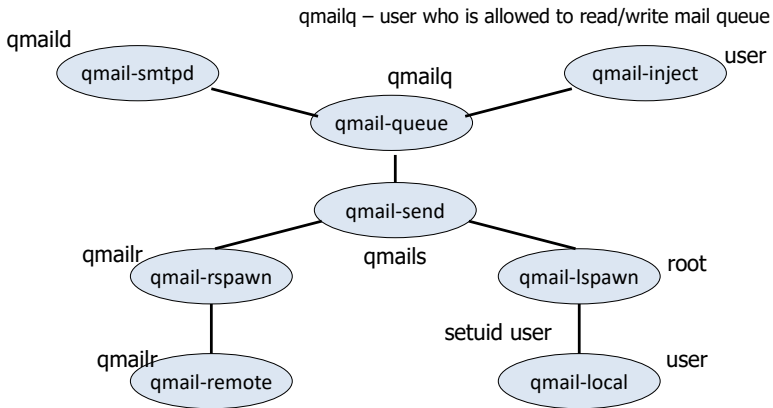 qmailq – user who is allowed to read/write mail queue
qmaild
qmail-smtpd
qmailq
qmail-inject
user
qmail-queue
qmail-send
qmailr
qmails
qmail-rspawn
qmail-lspawn
root
setuid user
qmailr
qmail-remote
qmail-local
user